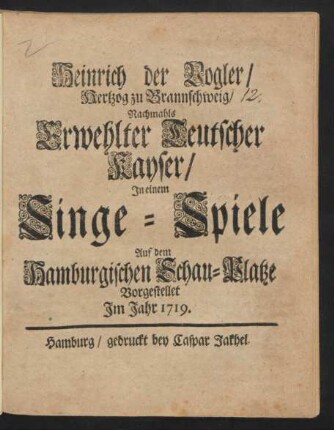 Heinrich der Vogler/
Hertzog zu Braunschweig/ 12.
Nachmahls
Erwehlter Teutscher
Kayser/
In einem
Singe-Spiele
Auf dem
Hamburgischen Schau-Platze
Vorgestellet
Im Jahr 1719.
Hamburg/ gedruckt bey Caspar Jakhel.